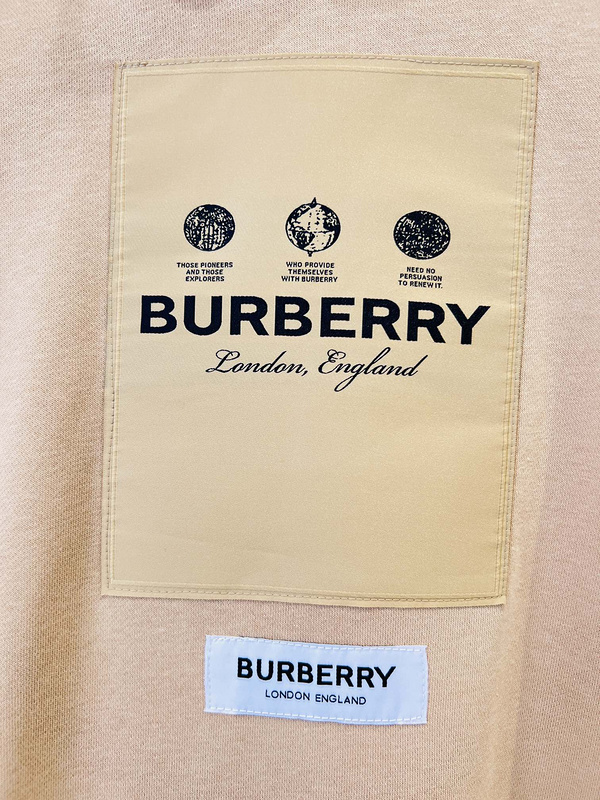 THOSE PIONEERS
AND THOSE
EXPLORERS
WHO PROVIDE
THEMSELVES
WITH BURBERRY
NEED NO
PERSUASION
TO RENEW IT.
BURBERRY
London, England
BURBERRY
LONDON ENGLAND